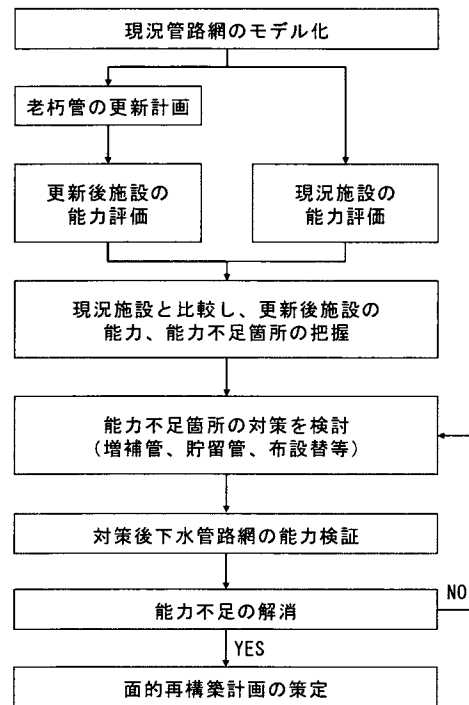 現況管路網のモデル化
老朽管の更新計画
更新後施設の
能力評価
現況施設の
能力評価
現況施設と比較し、更新後施設の
能力、能力不足箇所の把握
能力不足箇所の対策を検討
(増補管、貯留管、布設替等)
対策後下水管路網の能力検証
能力不足の解消
NO
YES
面的再構築計画の策定